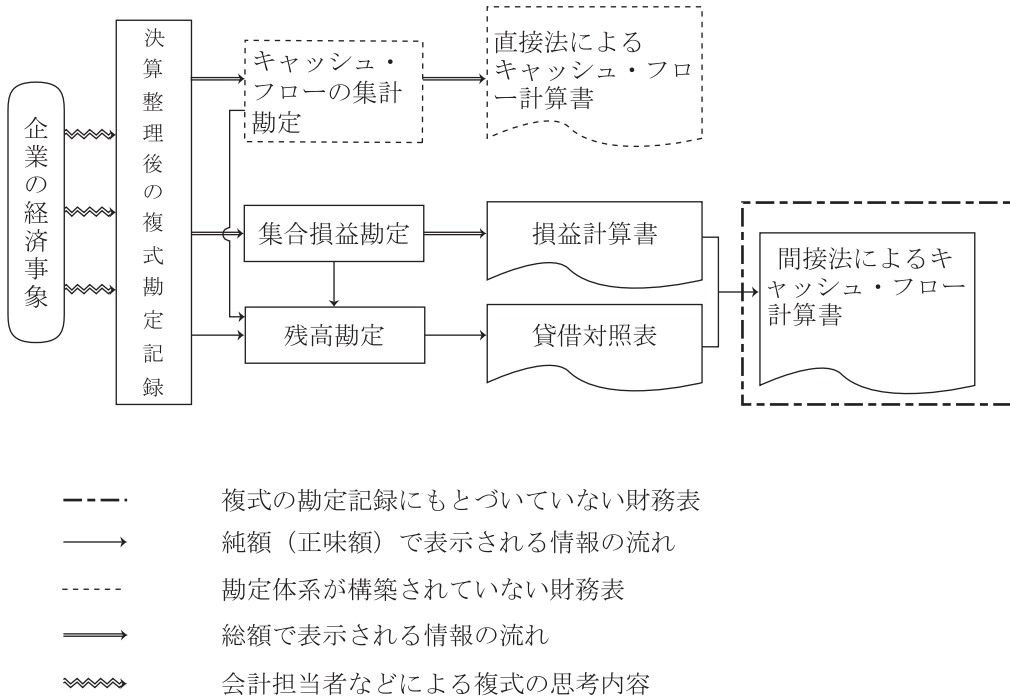 企業の経済事象
決算整理後の複式勘定記録
キャッシュ・
フローの集計
勘定
直接法による
キャッシュ・フロ
ー計算書
集合損益勘定
損益計算書
残高勘定
貸借対照表
間接法によるキ
ャッシュ・フロー
計算書
複式の勘定記録にもとづいていない財務表
純額（正味額）で表示される情報の流れ
勘定体系が構築されていない財務表
総額で表示される情報の流れ
会計担当者などによる複式の思考内容